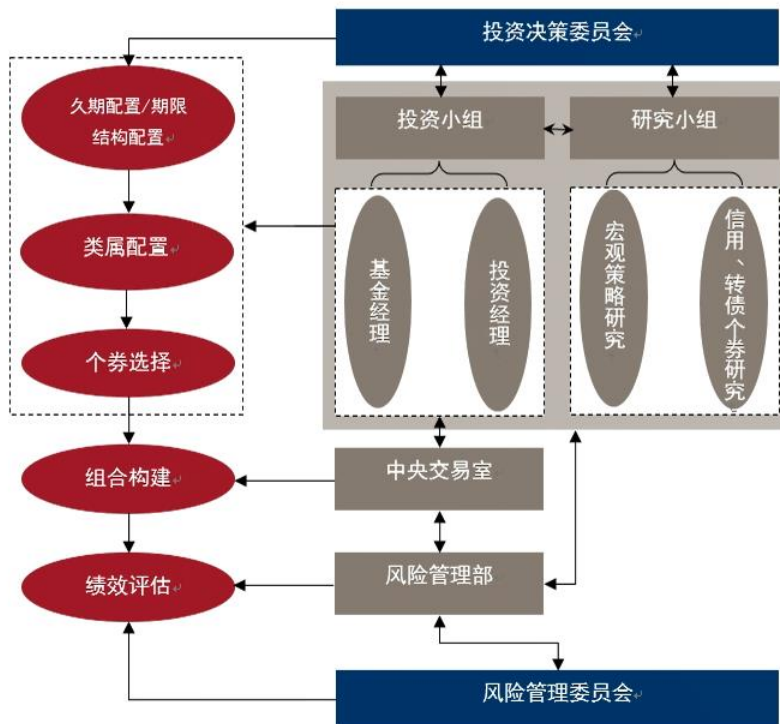 投资决策委员会
久期配置/期限
结构配置
投资小组
研究小组
类属配置
基金经理
投资经理
宏观策略研究
信用、转债个券研究
个券选择
组合构建
中央交易室
绩效评估
风险管理部
风险管理委员会